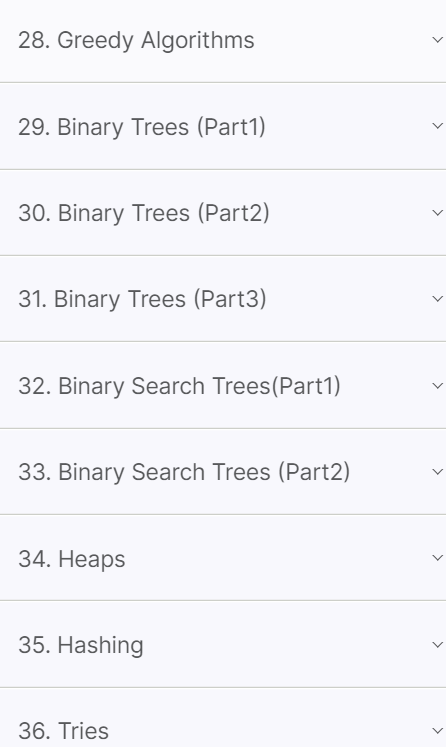 28. Greedy Algorithms
29. Binary Trees (Part1)
30. Binary Trees (Part2)
31. Binary Trees (Part3)
32. Binary Search Trees(Part1)
33. Binary Search Trees (Part2)
34. Heaps
35. Hashing
36. Tries